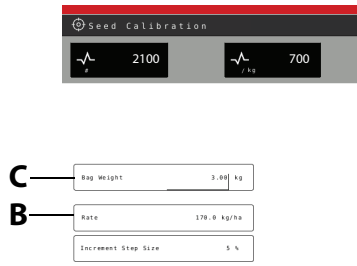 Seed Calibration
2100
ø
700
/ kg
C
Bag Weight 3.00 kg
B
Rate 170.0 kg/ha
Increment Step Size 5 %